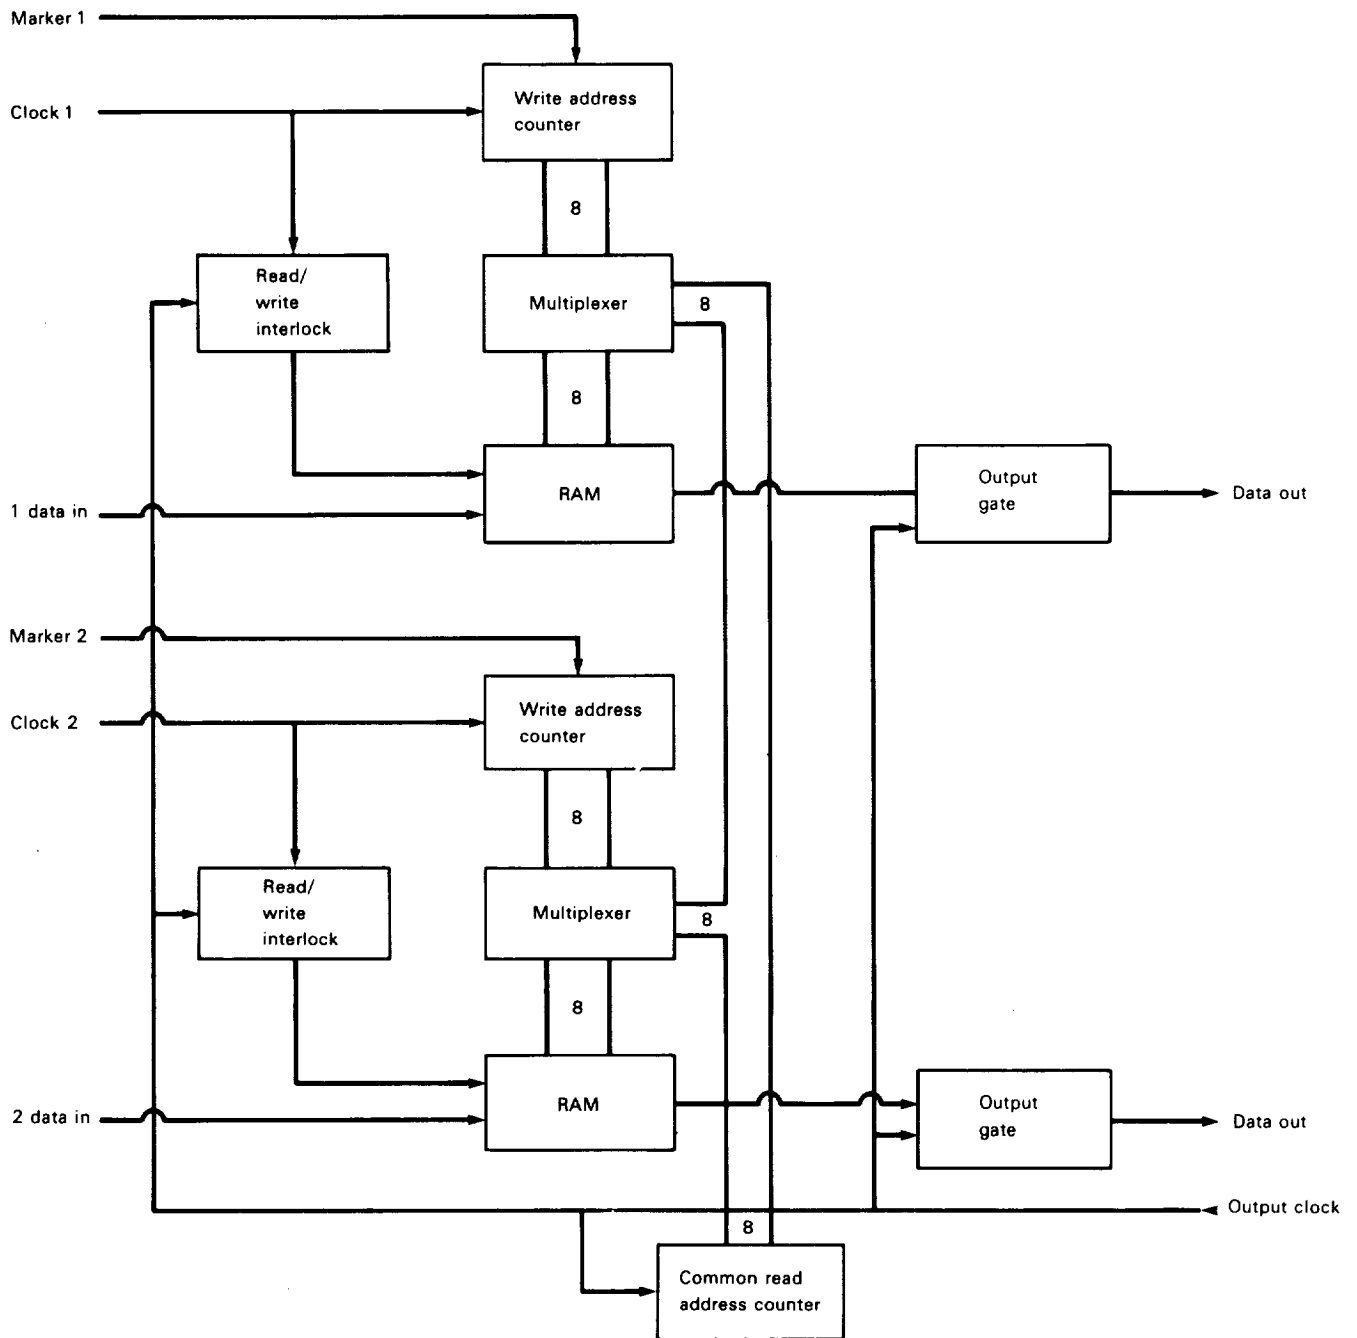 Marker 1
Write address
counter
Clock 1
8
Read/
write
interlock
Multiplexer
8
8
RAM
Output
gate
Data out
1 data in
Marker 2
Write address
counter
Clock 2
8
Read/
write
interlock
Multiplexer
8
8
RAM
Output
gate
Data out
2 data in
Output clock
8
Common read
address counter